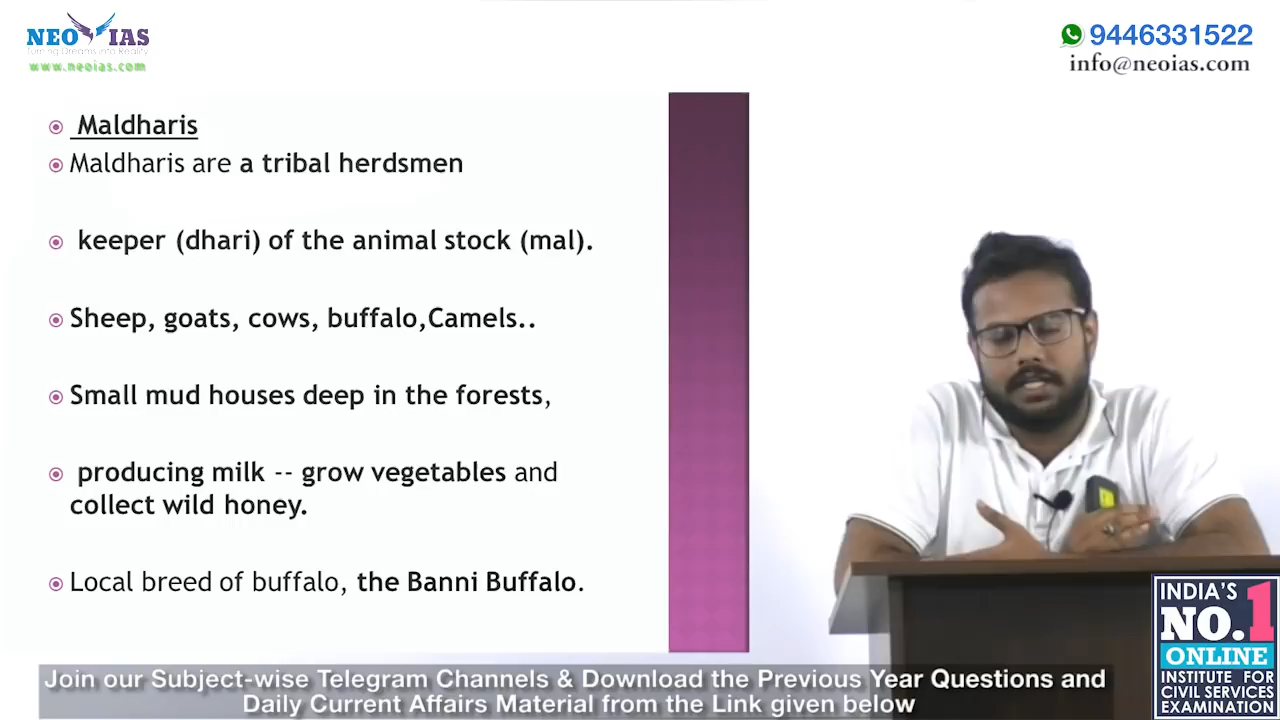 NEO IAS
Turning Dreams into Reality
www.neoias.com
9446331522
info@neoias.com
Maldharis
Maldharis are a tribal herdsmen
keeper (dhari) of the animal stock (mal).
Sheep, goats, cows, buffalo,Camels..
Small mud houses deep in the forests,
producing milk -- grow vegetables and
collect wild honey.
Local breed of buffalo, the Banni Buffalo.
INDIA'S
NO.1
ONLINE
INSTITUTE FOR
CIVIL SERVICES
EXAMINATION
Join our Subject-wise Telegram Channels & Download the Previous Year Questions and
Daily Current Affairs Material from the Link given below